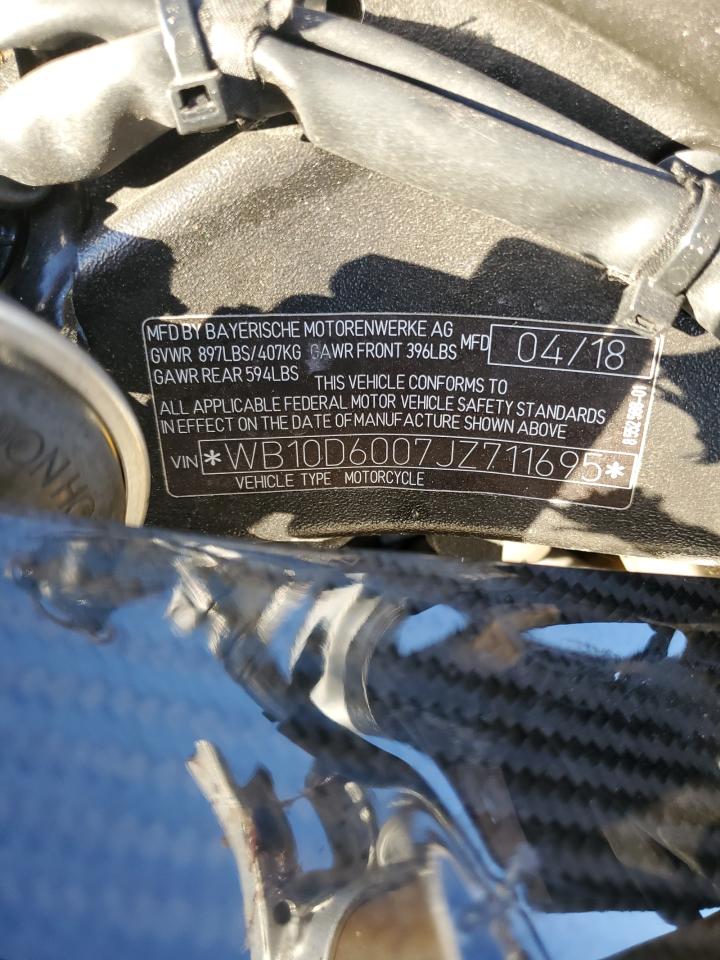 MFD BY BAYERISCHE MOTORENWERKE AG
GVWR 897LBS/407KG GAWR FRONT 396LBS MFD 04/18
GAWR REAR 594LBS THIS VEHICLE CONFORMS TO
ALL APPLICABLE FEDERAL MOTOR VEHICLE SAFETY STANDARDS
IN EFFECT ON THE DATE OF MANUFACTURE SHOWN ABOVE
VIN *WB10D6007JZ711695*
VEHICLE TYPE MOTORCYCLE